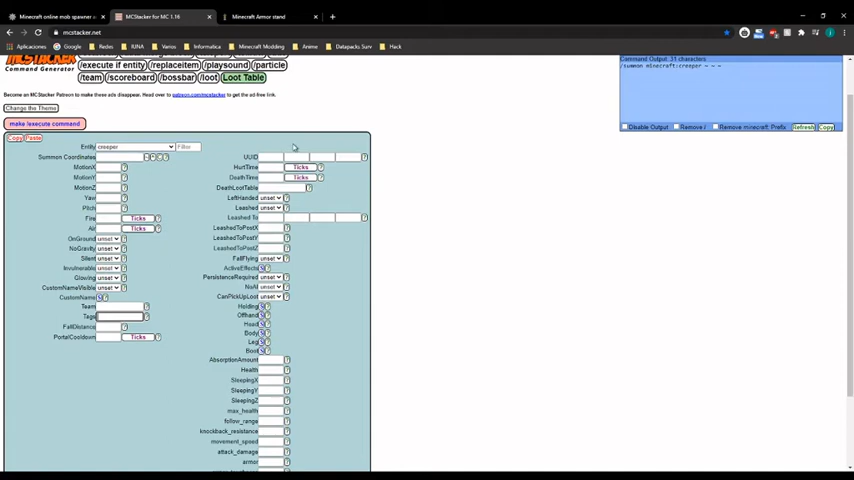 Minecraft online mob spawner
MCStacker for MC 1.16
Minecraft Armor stand
mcstacker.net
Aplicaciones
Google
Redes
IUNA
Varios
Informatica
Minecraft Modding
Anime
Datapacks Surv
Hack
MCSTACKER
Command Generator
/execute if entity /replaceitem /playsound /particle
/team /scoreboard /bossbar /loot Loot Table
Become an MCStacker Patreon to make these ads disappear. Head over to patreon.com/mcstacker to get the ad-free link.
Change the Theme
make /execute command
Copy Paste
Entity creeper Filter
Summon Coordinates ~ ?
MotionX ?
MotionY ?
MotionZ ?
Yaw ?
Pitch ?
Fire Ticks ?
Air Ticks ?
OnGround unset ?
NoGravity unset ?
Silent unset ?
Invulnerable unset ?
Glowing unset ?
CustomNameVisible unset ?
CustomName ?
Team ?
Tags ?
FallDistance ?
PortalCooldown Ticks ?
UUID ?
HurtTime Ticks ?
DeathTime Ticks ?
DeathLootTable ?
LeftHanded unset ?
Leashed unset ?
Leashed To ?
LeashedToPostX ?
LeashedToPostY ?
LeashedToPostZ ?
FallFlying unset ?
ActiveEffects ?
PersistenceRequired unset ?
NoAI unset ?
CanPickUpLoot unset ?
Holding ?
Offhand ?
Head ?
Body ?
Leg ?
Boot ?
AbsorptionAmount ?
Health ?
SleepingX ?
SleepingY ?
SleepingZ ?
max_health ?
follow_range ?
knockback_resistance ?
movement_speed ?
attack_damage ?
armor ?
Command Output: 31 characters
/summon minecraft:creeper ~ ~ ~
Disable Output Remove / Remove minecraft: Prefix Refresh Copy